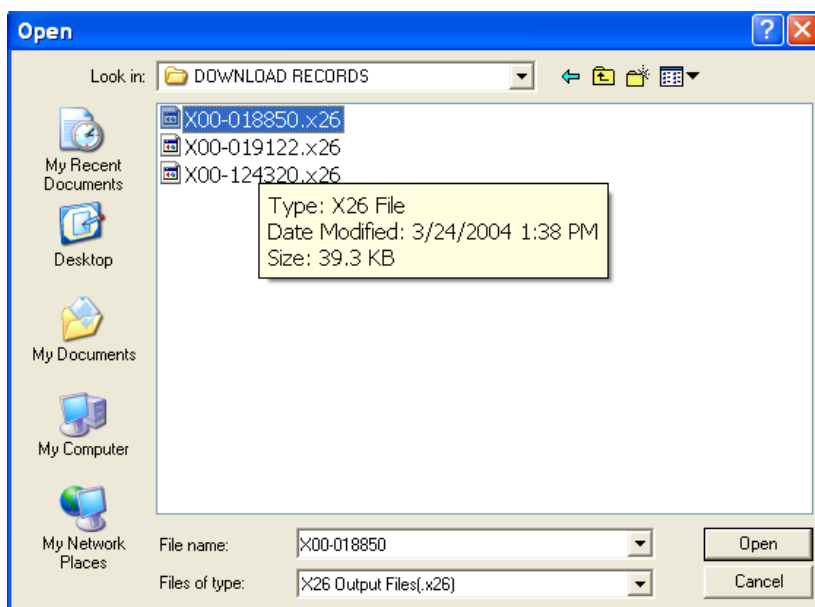 Open
Look in: DOWNLOAD RECORDS
X00-018850.x26
X00-019122.x26
X00-124320.x26
Type: X26 File
Date Modified: 3/24/2004 1:38 PM
Size: 39.3 KB
My Recent
Documents
Desktop
My Documents
My Computer
My Network
Places
File name: X00-018850 Open
Files of type: X26 Output Files(.x26) Cancel